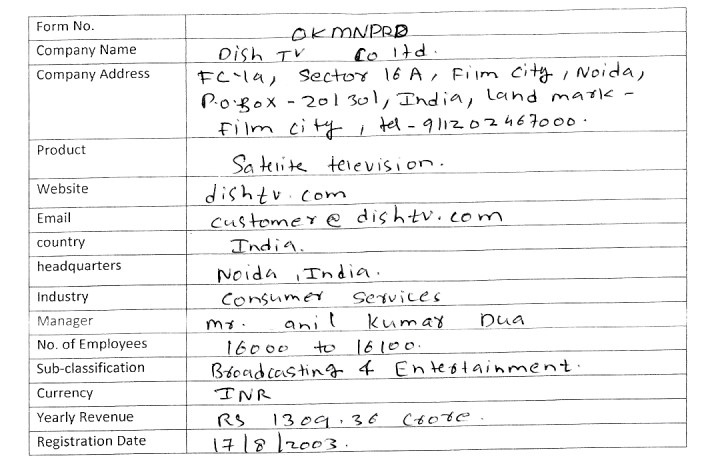 Form No. OKMNPRD
Company Name Dish TV Co ltd.
Company Address FC-1a, Sector 16A, Film city, Noida,
P.O.Box - 201301, India, Land mark -
Film city, tel - 911202467000.
Product Satelite television.
Website dishtv.com
Email customer@dishtv.com
country India.
headquarters Noida, India.
Industry Consumer Services
Manager mr. anil kumar Dua
No. of Employees 16000 to 16100.
Sub-classification Broadcasting & Entertainment.
Currency INR
Yearly Revenue RS 1309.36 Crore.
Registration Date 17/8/2003.